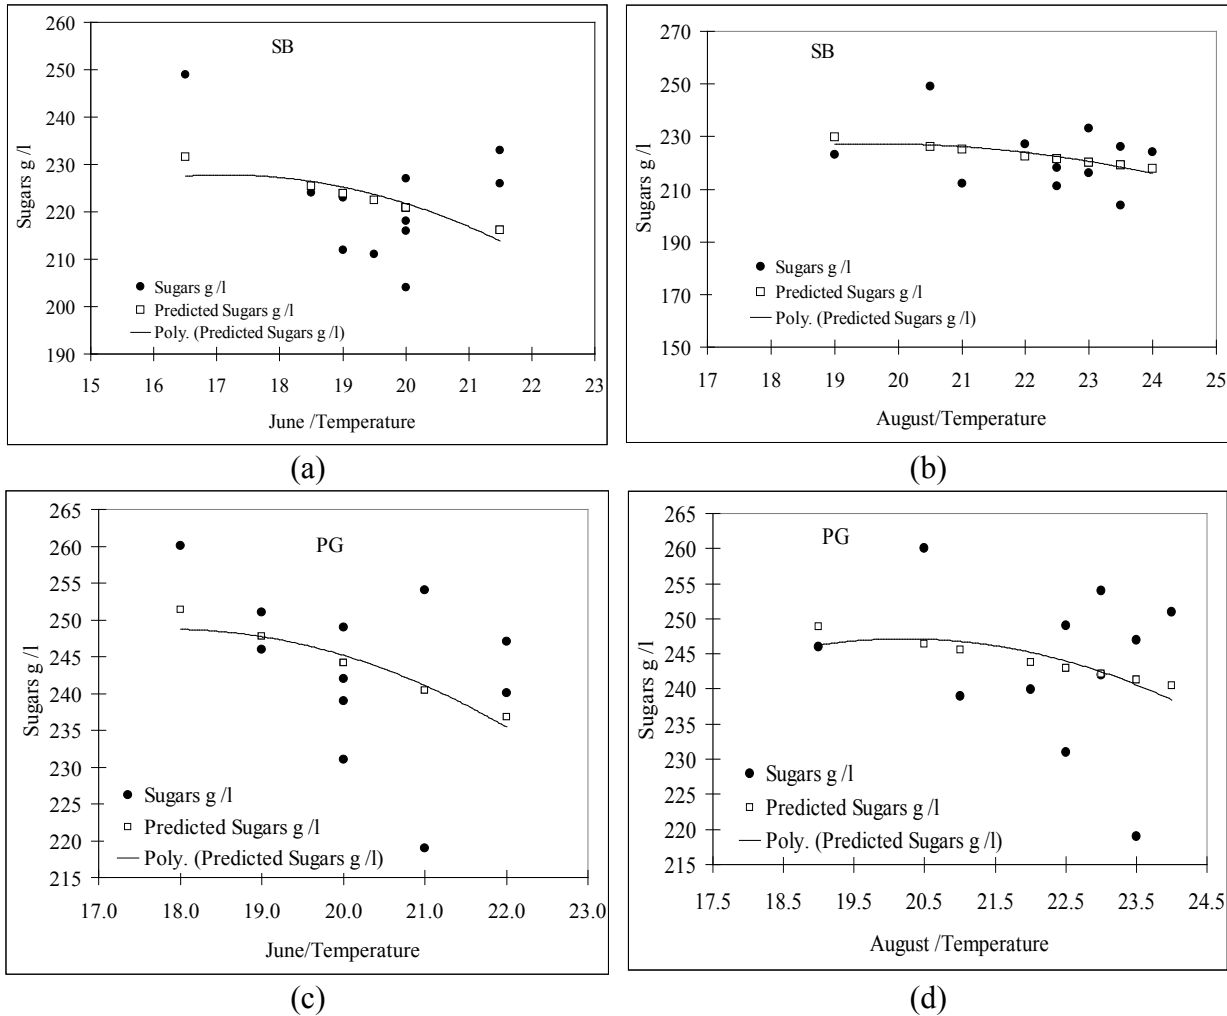 260
250
240
230
220
210
200
190
Sugars g /l
SB
Sugars g /l
Predicted Sugars g /l
Poly. (Predicted Sugars g /l)
15 16 17 18 19 20 21 22 23
June /Temperature
(a)
270
250
230
210
190
170
150
Sugars g /l
SB
Sugars g /l
Predicted Sugars g /l
Poly. (Predicted Sugars g /l)
17 18 19 20 21 22 23 24 25
August/Temperature
(b)
265
260
255
250
245
240
235
230
225
220
215
Sugars g /l
PG
Sugars g /l
Predicted Sugars g /l
Poly. (Predicted Sugars g /l)
17.0 18.0 19.0 20.0 21.0 22.0 23.0
June/Temperature
(c)
265
260
255
250
245
240
235
230
225
220
215
Sugars g /l
PG
Sugars g /l
Predicted Sugars g /l
Poly. (Predicted Sugars g /l)
17.5 18.5 19.5 20.5 21.5 22.5 23.5 24.5
August /Temperature
(d)